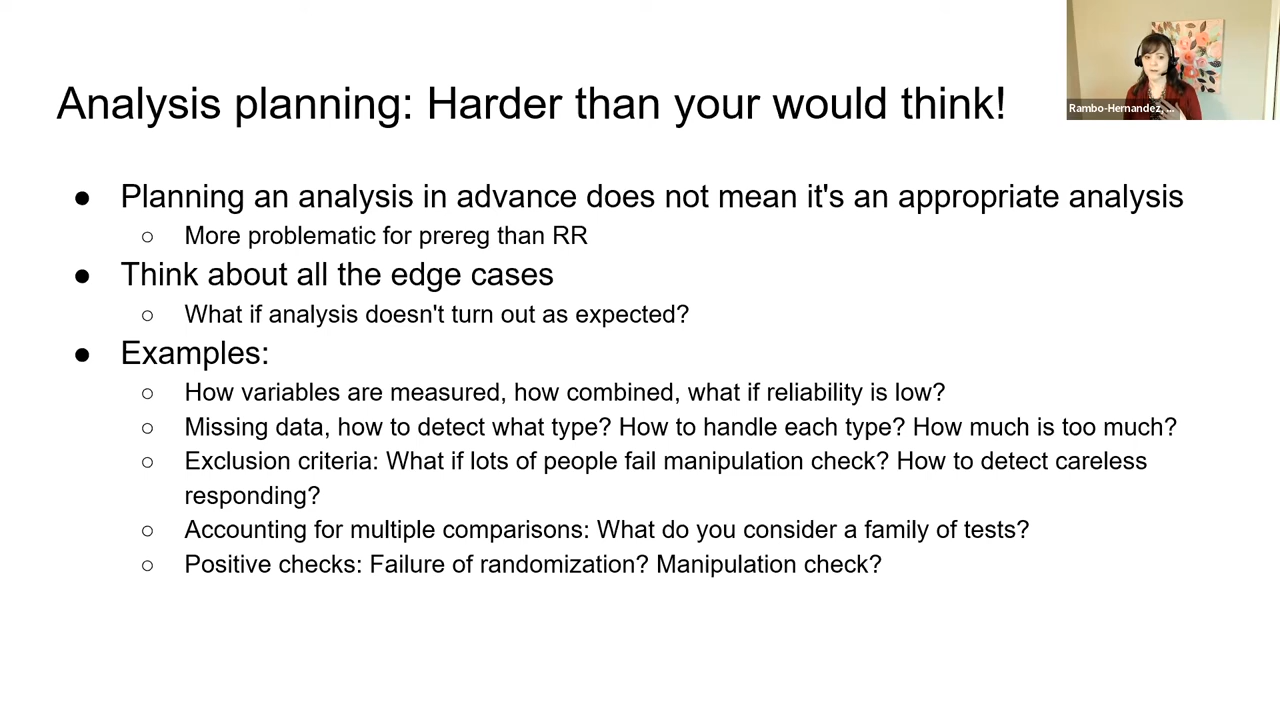 Analysis planning: Harder than your would think!
Rambo-Hernandez, ...
● Planning an analysis in advance does not mean it's an appropriate analysis
○ More problematic for prereg than RR
● Think about all the edge cases
○ What if analysis doesn't turn out as expected?
● Examples:
○ How variables are measured, how combined, what if reliability is low?
○ Missing data, how to detect what type? How to handle each type? How much is too much?
○ Exclusion criteria: What if lots of people fail manipulation check? How to detect careless
responding?
○ Accounting for multiple comparisons: What do you consider a family of tests?
○ Positive checks: Failure of randomization? Manipulation check?